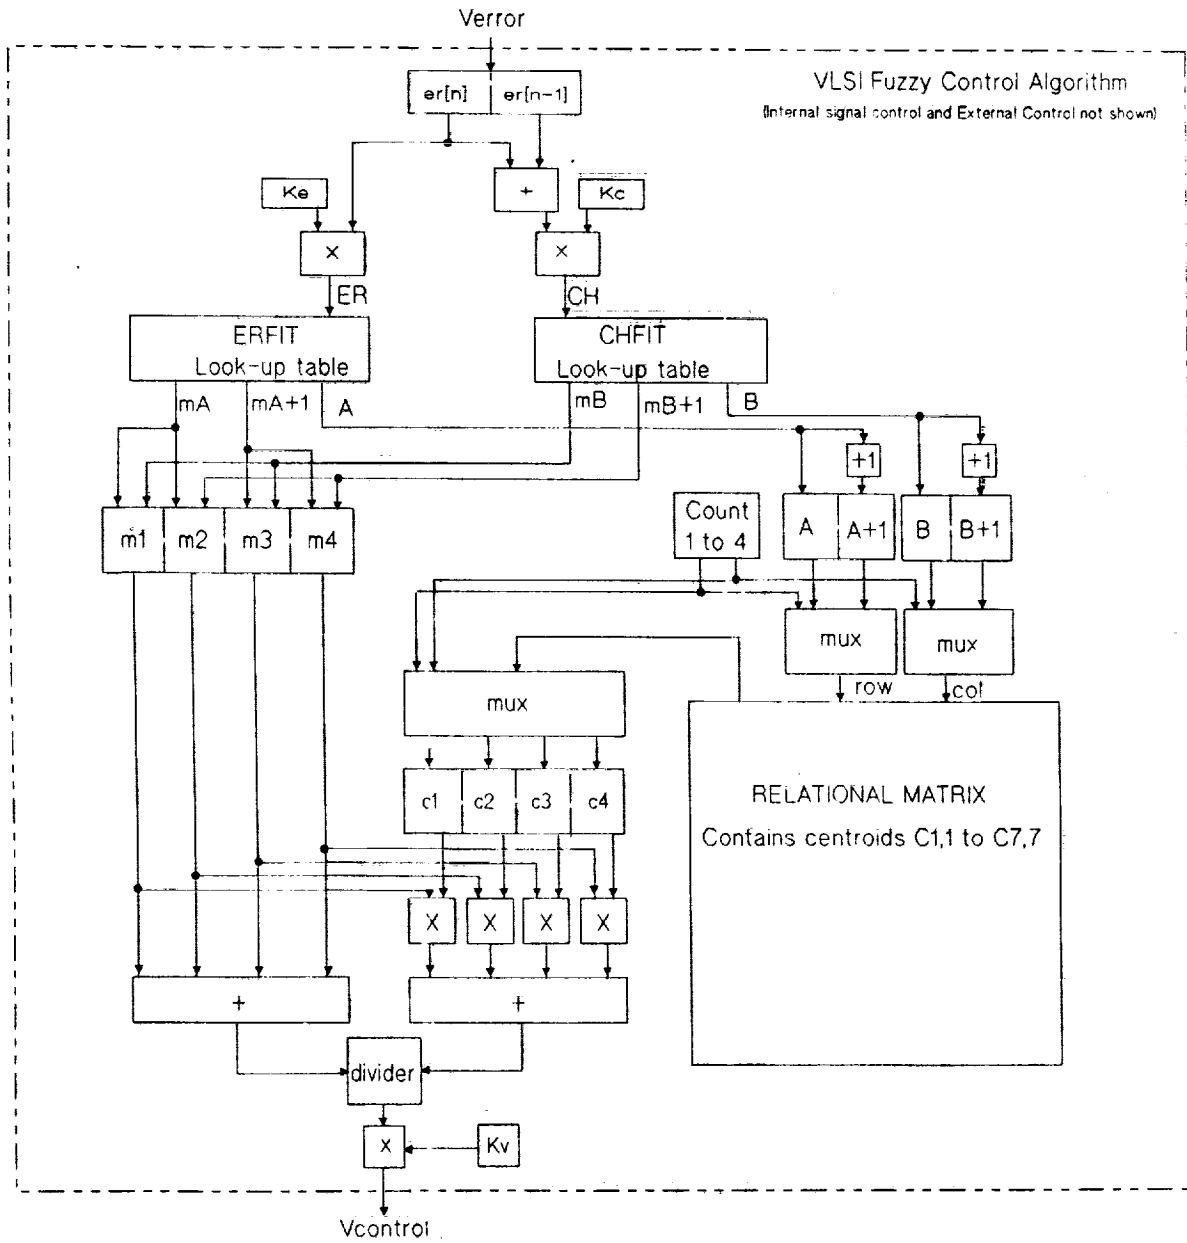 Verror
VLSI Fuzzy Control Algorithm
(Internal signal control and External Control not shown)
er[n] er[n-1]
Ke + Kc
X X
ER CH
ERFIT CHFIT
Look-up table Look-up table
mA mA+1 A mB mB+1 B
+1 +1
m1 m2 m3 m4
Count
1 to 4
A A+1 B B+1
mux mux
row col
mux
c1 c2 c3 c4
RELATIONAL MATRIX
Contains centroids C1,1 to C7,7
X X X X
+ +
divider
X Kv
Vcontrol